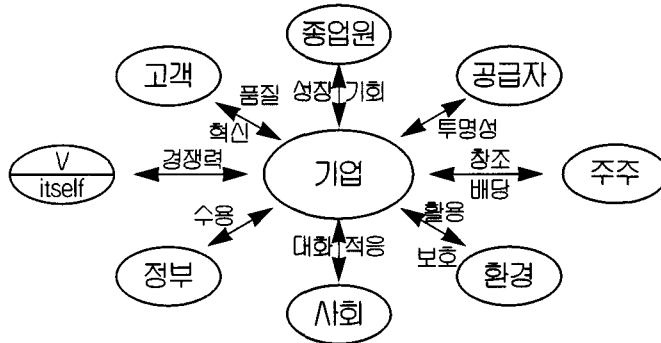 종업원
고객
공급자
품질
성장 기회
혁신
투명성
V
itself
경쟁력
기업
창조
배당
주주
수용
활용
대화 적응
보호
정부
환경
사회